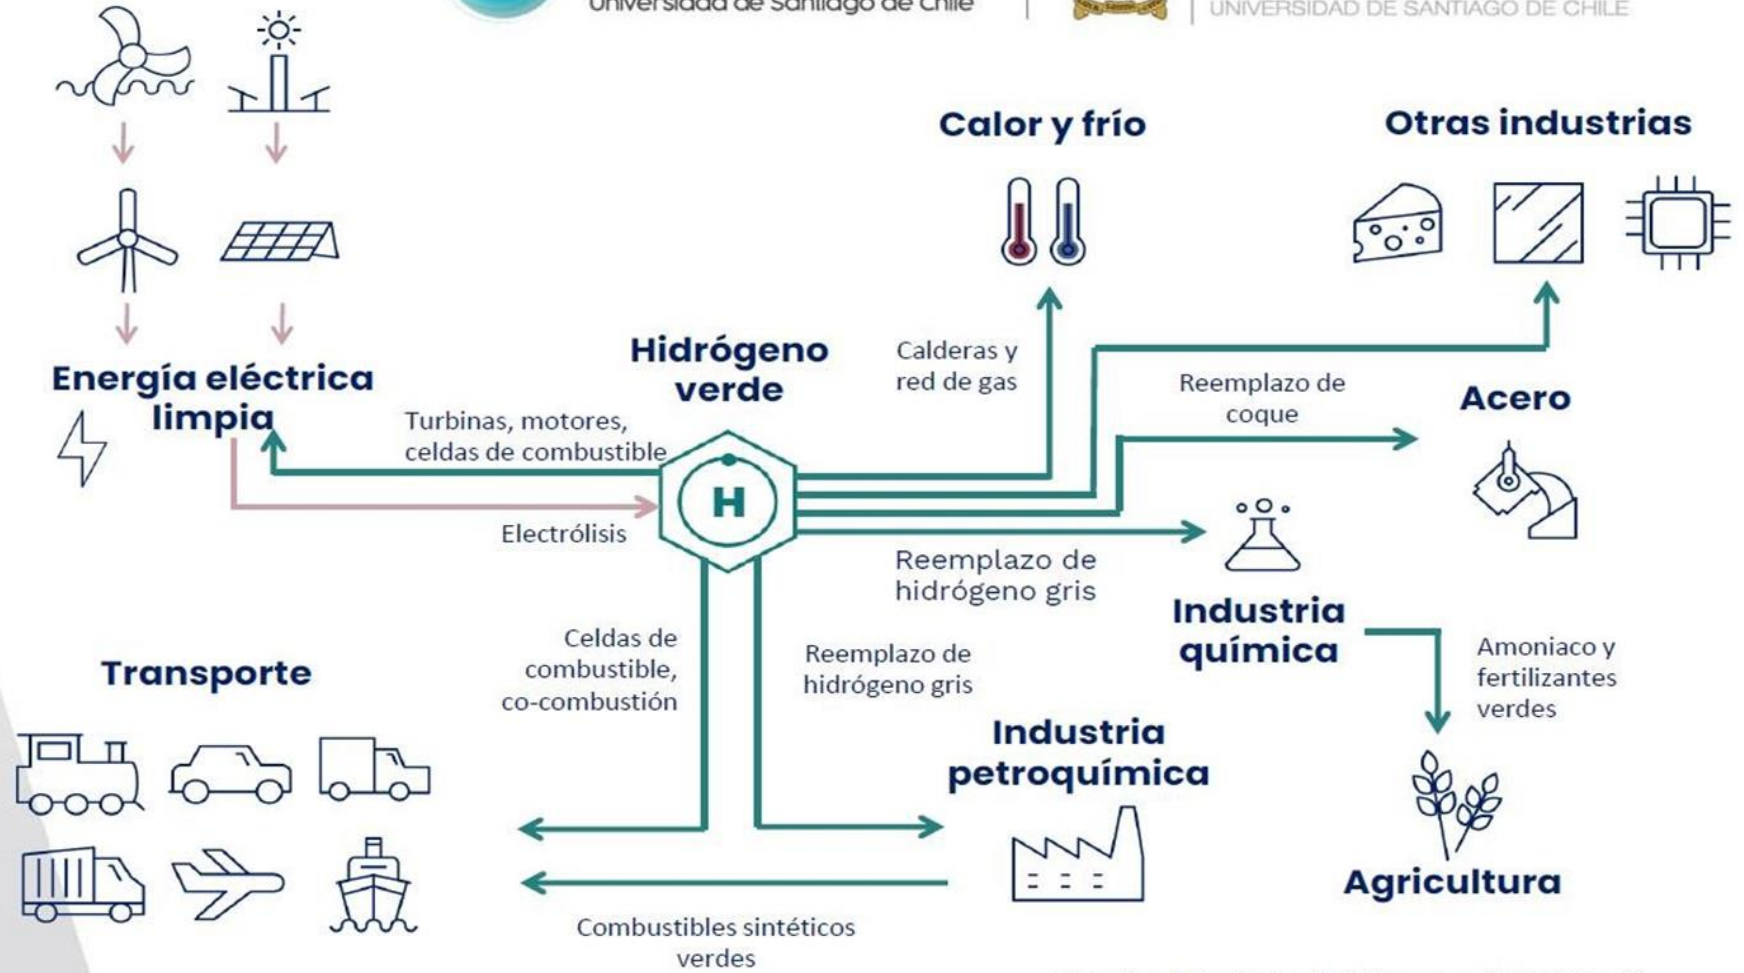 Universidad de Santiago de Chile
UNIVERSIDAD DE SANTIAGO DE CHILE
Calor y frío
Otras industrias
Hidrógeno
verde
Calderas y
red de gas
Energía eléctrica
limpia
Reemplazo de
coque
Acero
Turbinas, motores,
celdas de combustible
H
Electrólisis
Reemplazo de
hidrógeno gris
Industria
química
Celdas de
combustible,
co-combustión
Reemplazo de
hidrógeno gris
Amoniaco y
fertilizantes
verdes
Transporte
Industria
petroquímica
Agricultura
Combustibles sintéticos
verdes